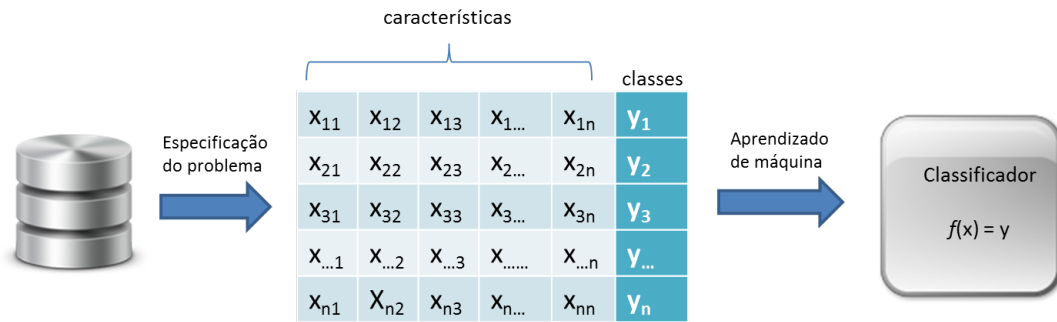 características
classes
Especificação
do problema
x11 x12 x13 x1... x1n y1
x21 x22 x23 x2... x2n y2
x31 x32 x33 x3... x3n y3
x...1 x...2 x...3 x...... x...n y...
xn1 Xn2 xn3 xn... xnn yn
Aprendizado
de máquina
Classificador
f(x) = y